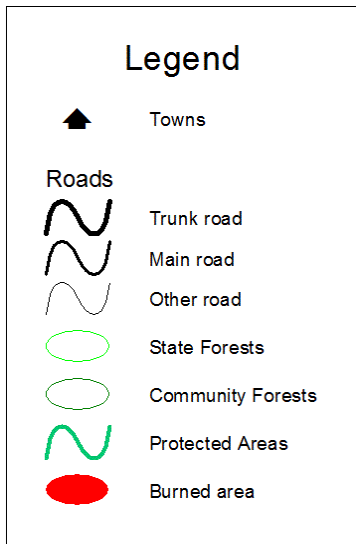 Legend
Towns
Roads
Trunk road
Main road
Other road
State Forests
Community Forests
Protected Areas
Burned area